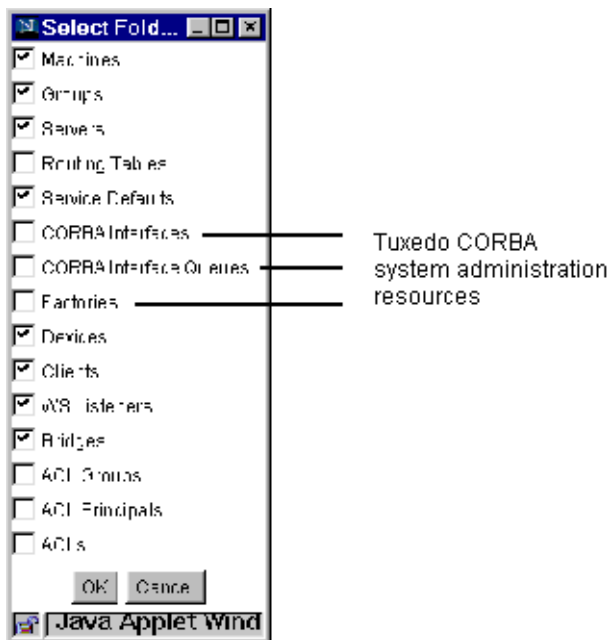 Select Fold...
Machines
Groups
Servers
Routing Tables
Service Defaults
CORBA Interfaces
CORBA Interface Queues
Factories
Tuxedo CORBA
system administration
resources
Devices
Clients
WS Listeners
Bridges
ACL Groups
ACL Principals
ACLs
OK Cancel
Java Applet Wind